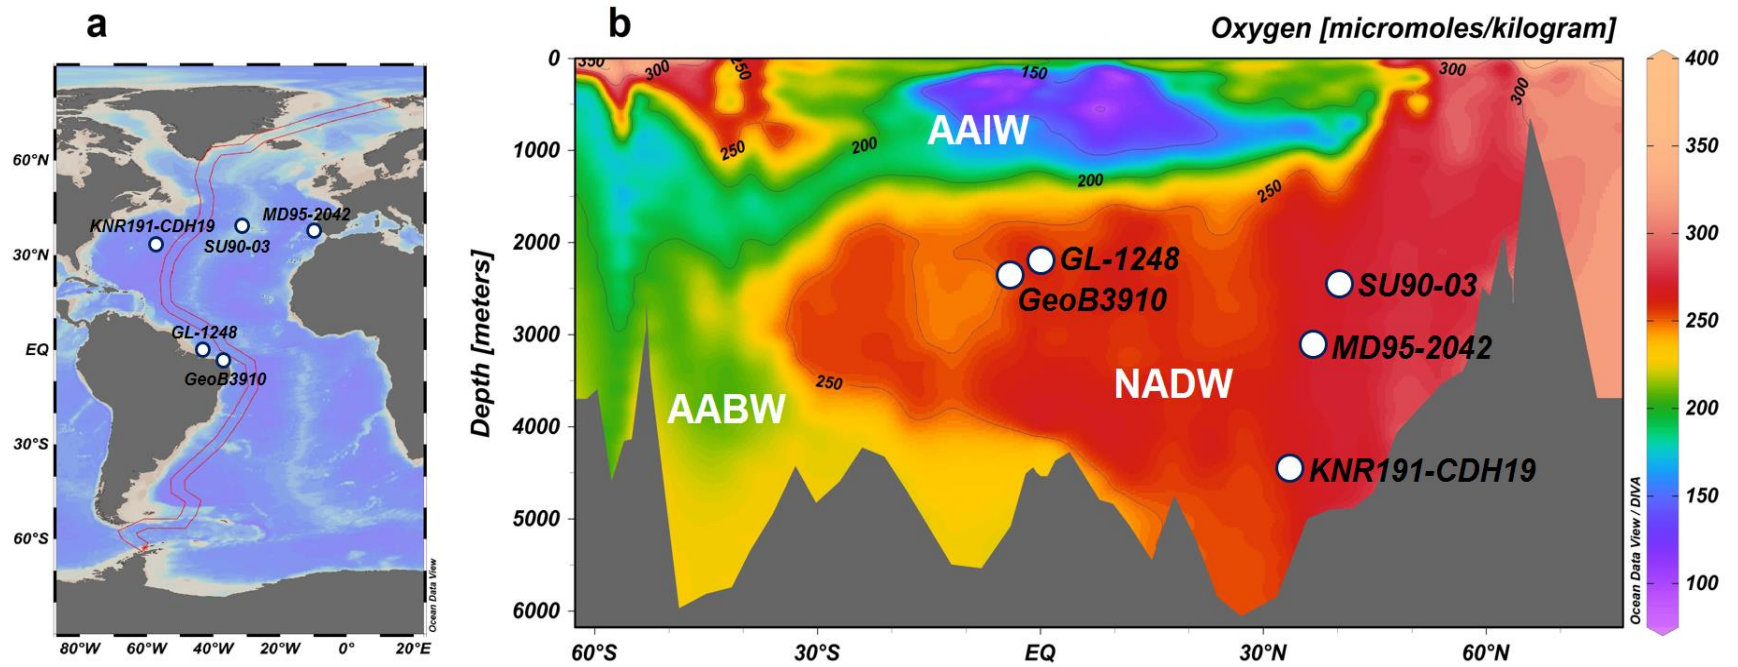 a
60°N
30°N
EQ
30°S
60°S
80°W 60°W 40°W 20°W 0° 20°E
KNR191-CDH19
MD95-2042
SU90-03
GL-1248
GeoB3910
Ocean Data View
b
Oxygen [micromoles/kilogram]
Depth [meters]
0
1000
2000
3000
4000
5000
6000
60°S 30°S EQ 30°N 60°N
350
300
250
150
300
300
250
200
200
250
250
AAIW
AABW
NADW
GL-1248
GeoB3910
SU90-03
MD95-2042
KNR191-CDH19
Ocean Data View / DIVA
400
350
300
250
200
150
100